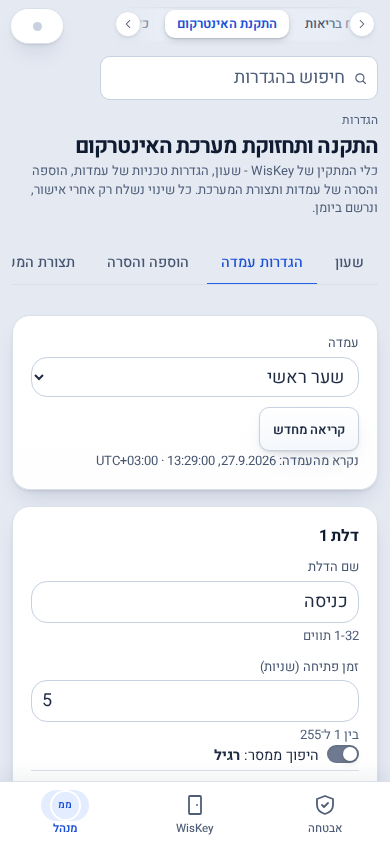 בריאות
התקנת האינטרקום
חיפוש בהגדרות
הגדרות
התקנה ותחזוקת מערכת האינטרקום
כלי המתקין של WisKey - שעון, הגדרות טכניות של עמדות, הוספה
והסרה של עמדות ותצורת המערכת. כל שינוי נשלח רק אחרי אישור,
ונרשם ביומן.
שעון
הגדרות עמדה
הוספה והסרה
תצורת
עמדה
שער ראשי
קריאה מחדש
נקרא מהעמדה: 27.9.2026, 13:29:00 · UTC+03:00
דלת 1
שם הדלת
כניסה
1-32 תווים
זמן פתיחה (שניות)
5
בין 1 ל־255
היפוך ממסר: רגיל
אבטחה
WisKey
ממ
מנהל